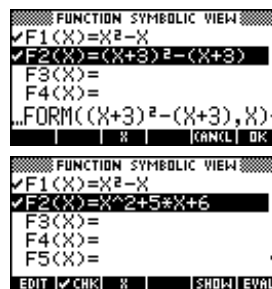 FUNCTION SYMBOLIC VIEW
✓F1(X)=X²-X
✓F2(X)=(X+3)²-(X+3)
F3(X)=
F4(X)=
…FORM((X+3)²-(X+3),X)
X CANCL OK
FUNCTION SYMBOLIC VIEW
✓F1(X)=X²-X
✓F2(X)=X^2+5*X+6
F3(X)=
F4(X)=
F5(X)=
EDIT ✓CHK X SHOW EVAL